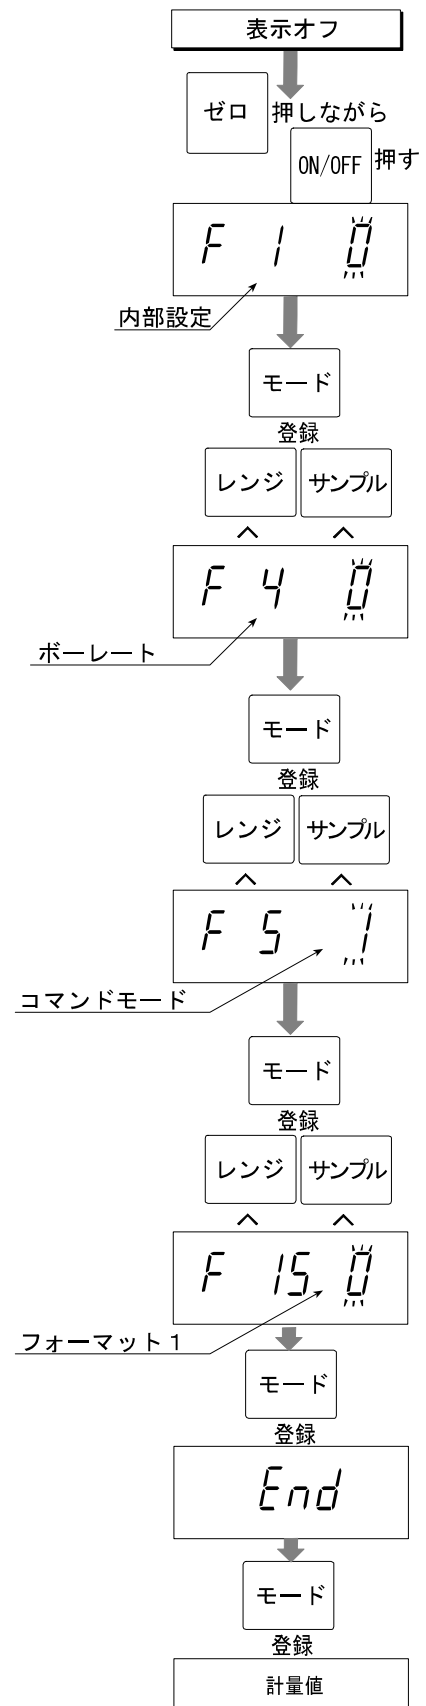 表示オフ
ゼロ 押しながら
ON/OFF 押す
F 1 0
内部設定
モード
登録
レンジ サンプル
F 4 0
ボーレート
モード
登録
レンジ サンプル
F 5 1
コマンドモード
モード
登録
レンジ サンプル
F 15 0
フォーマット1
モード
登録
End
モード
登録
計量値